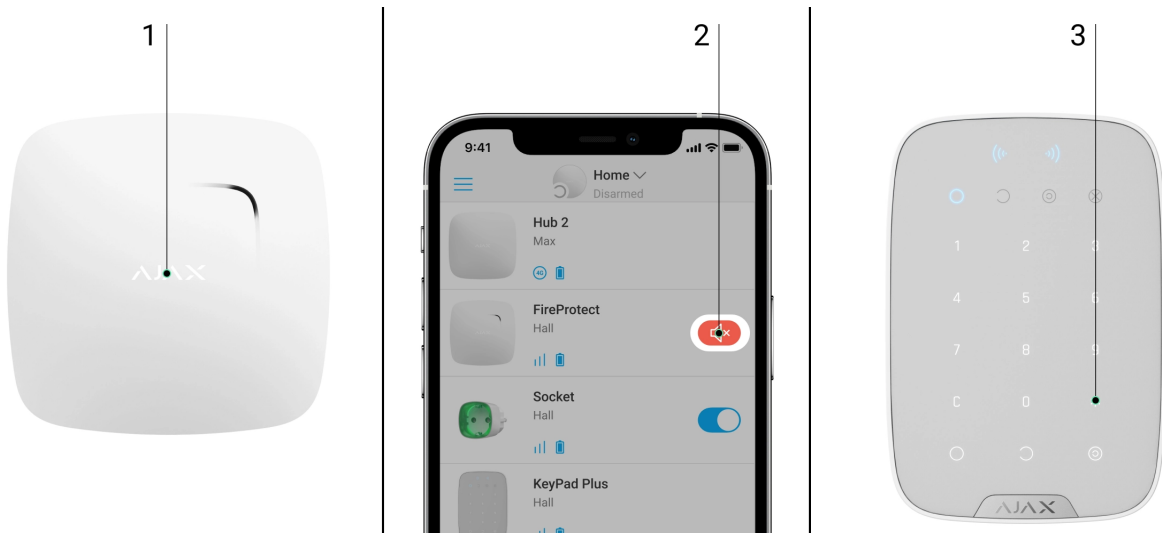 1
AJAX
2
9:41
Home
Disarmed
Hub 2
Max
4G
FireProtect
Hall
Socket
Hall
KeyPad Plus
Hall
3
1 2 3
4 5 6
7 8 9
C 0
AJAX